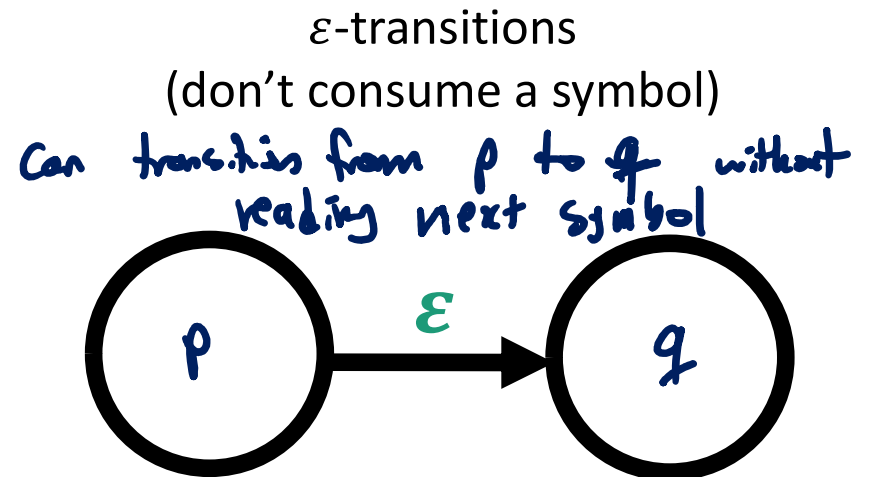 ε-transitions
(don't consume a symbol)
Can transition from p to q without
reading next symbol
ε
p
q